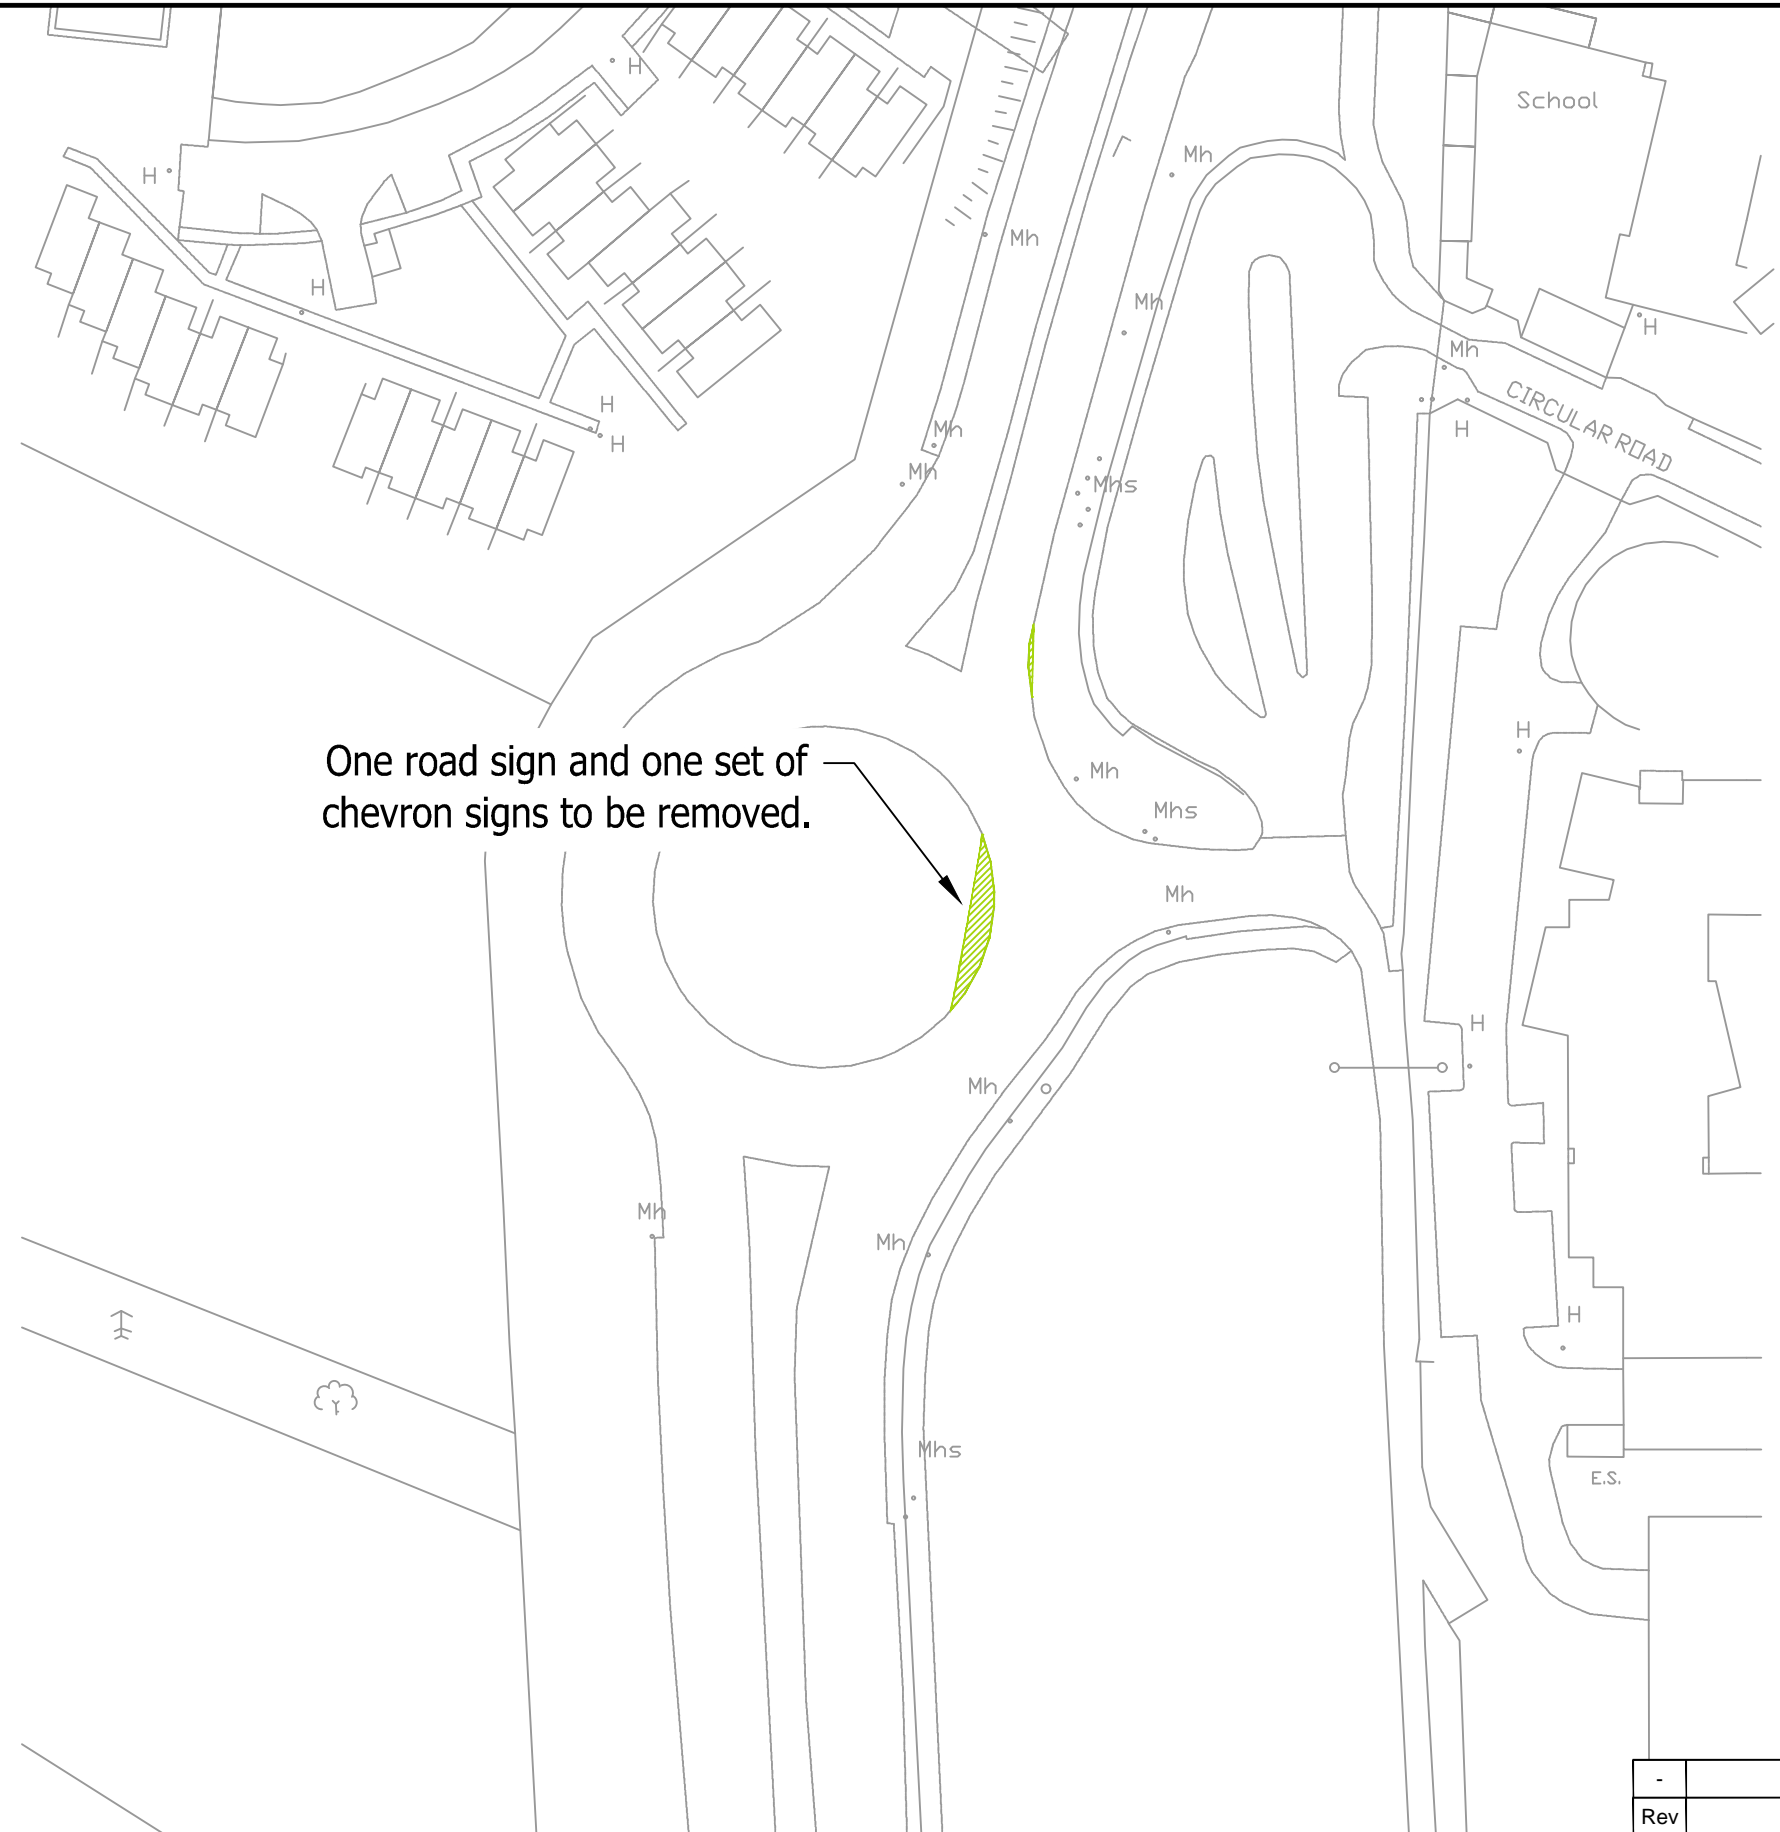 H
School
Mh
H
Mh
H
Mh
H
Mh
H
CIRCULAR ROAD
Mh
H
H
Mh
Mhs
H
One road sign and one set of
chevron signs to be removed.
Mh
Mhs
Mh
H
Mh
Mh
Mh
H
Mhs
E.S.
-
Rev